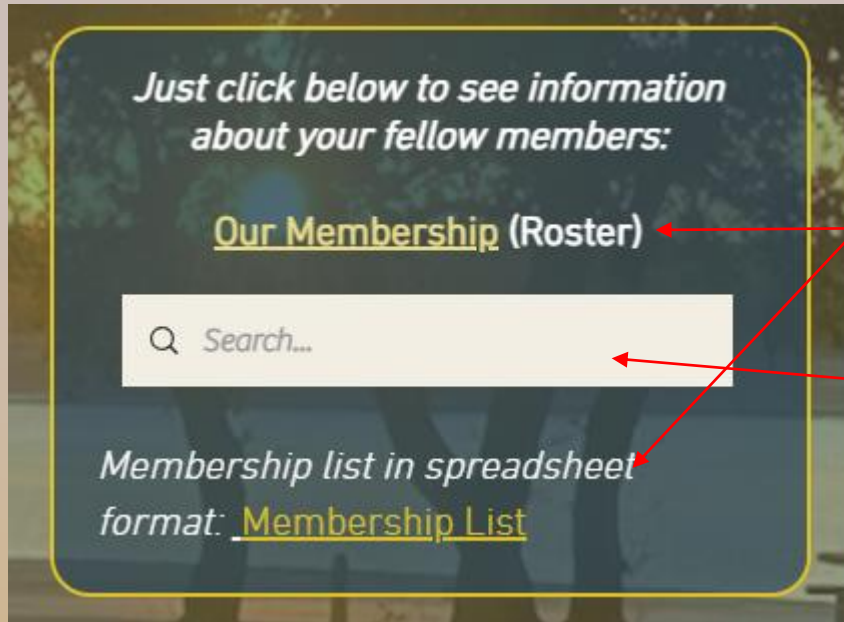 Just click below to see information
about your fellow members:
Our Membership (Roster)
Search...
Membership list in spreadsheet
format: Membership List